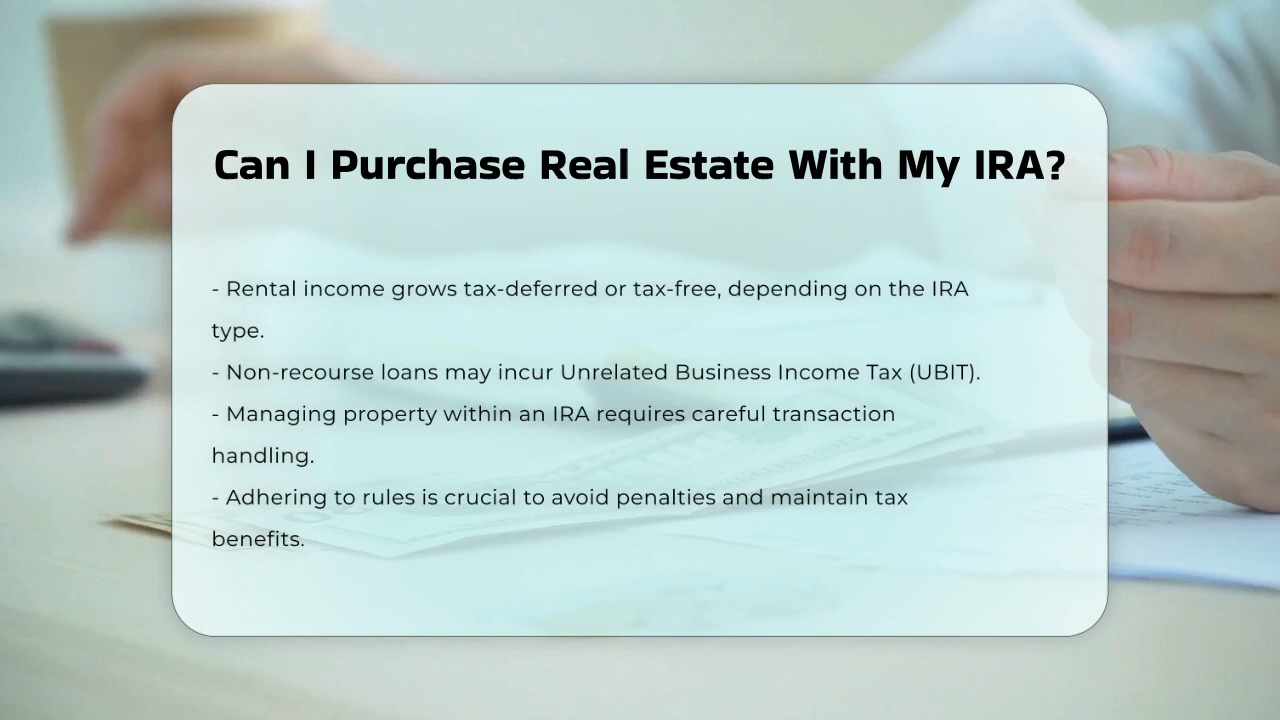 Can I Purchase Real Estate With My IRA?
- Rental income grows tax-deferred or tax-free, depending on the IRA
type.
- Non-recourse loans may incur Unrelated Business Income Tax (UBIT).
- Managing property within an IRA requires careful transaction
handling.
- Adhering to rules is crucial to avoid penalties and maintain tax
benefits.